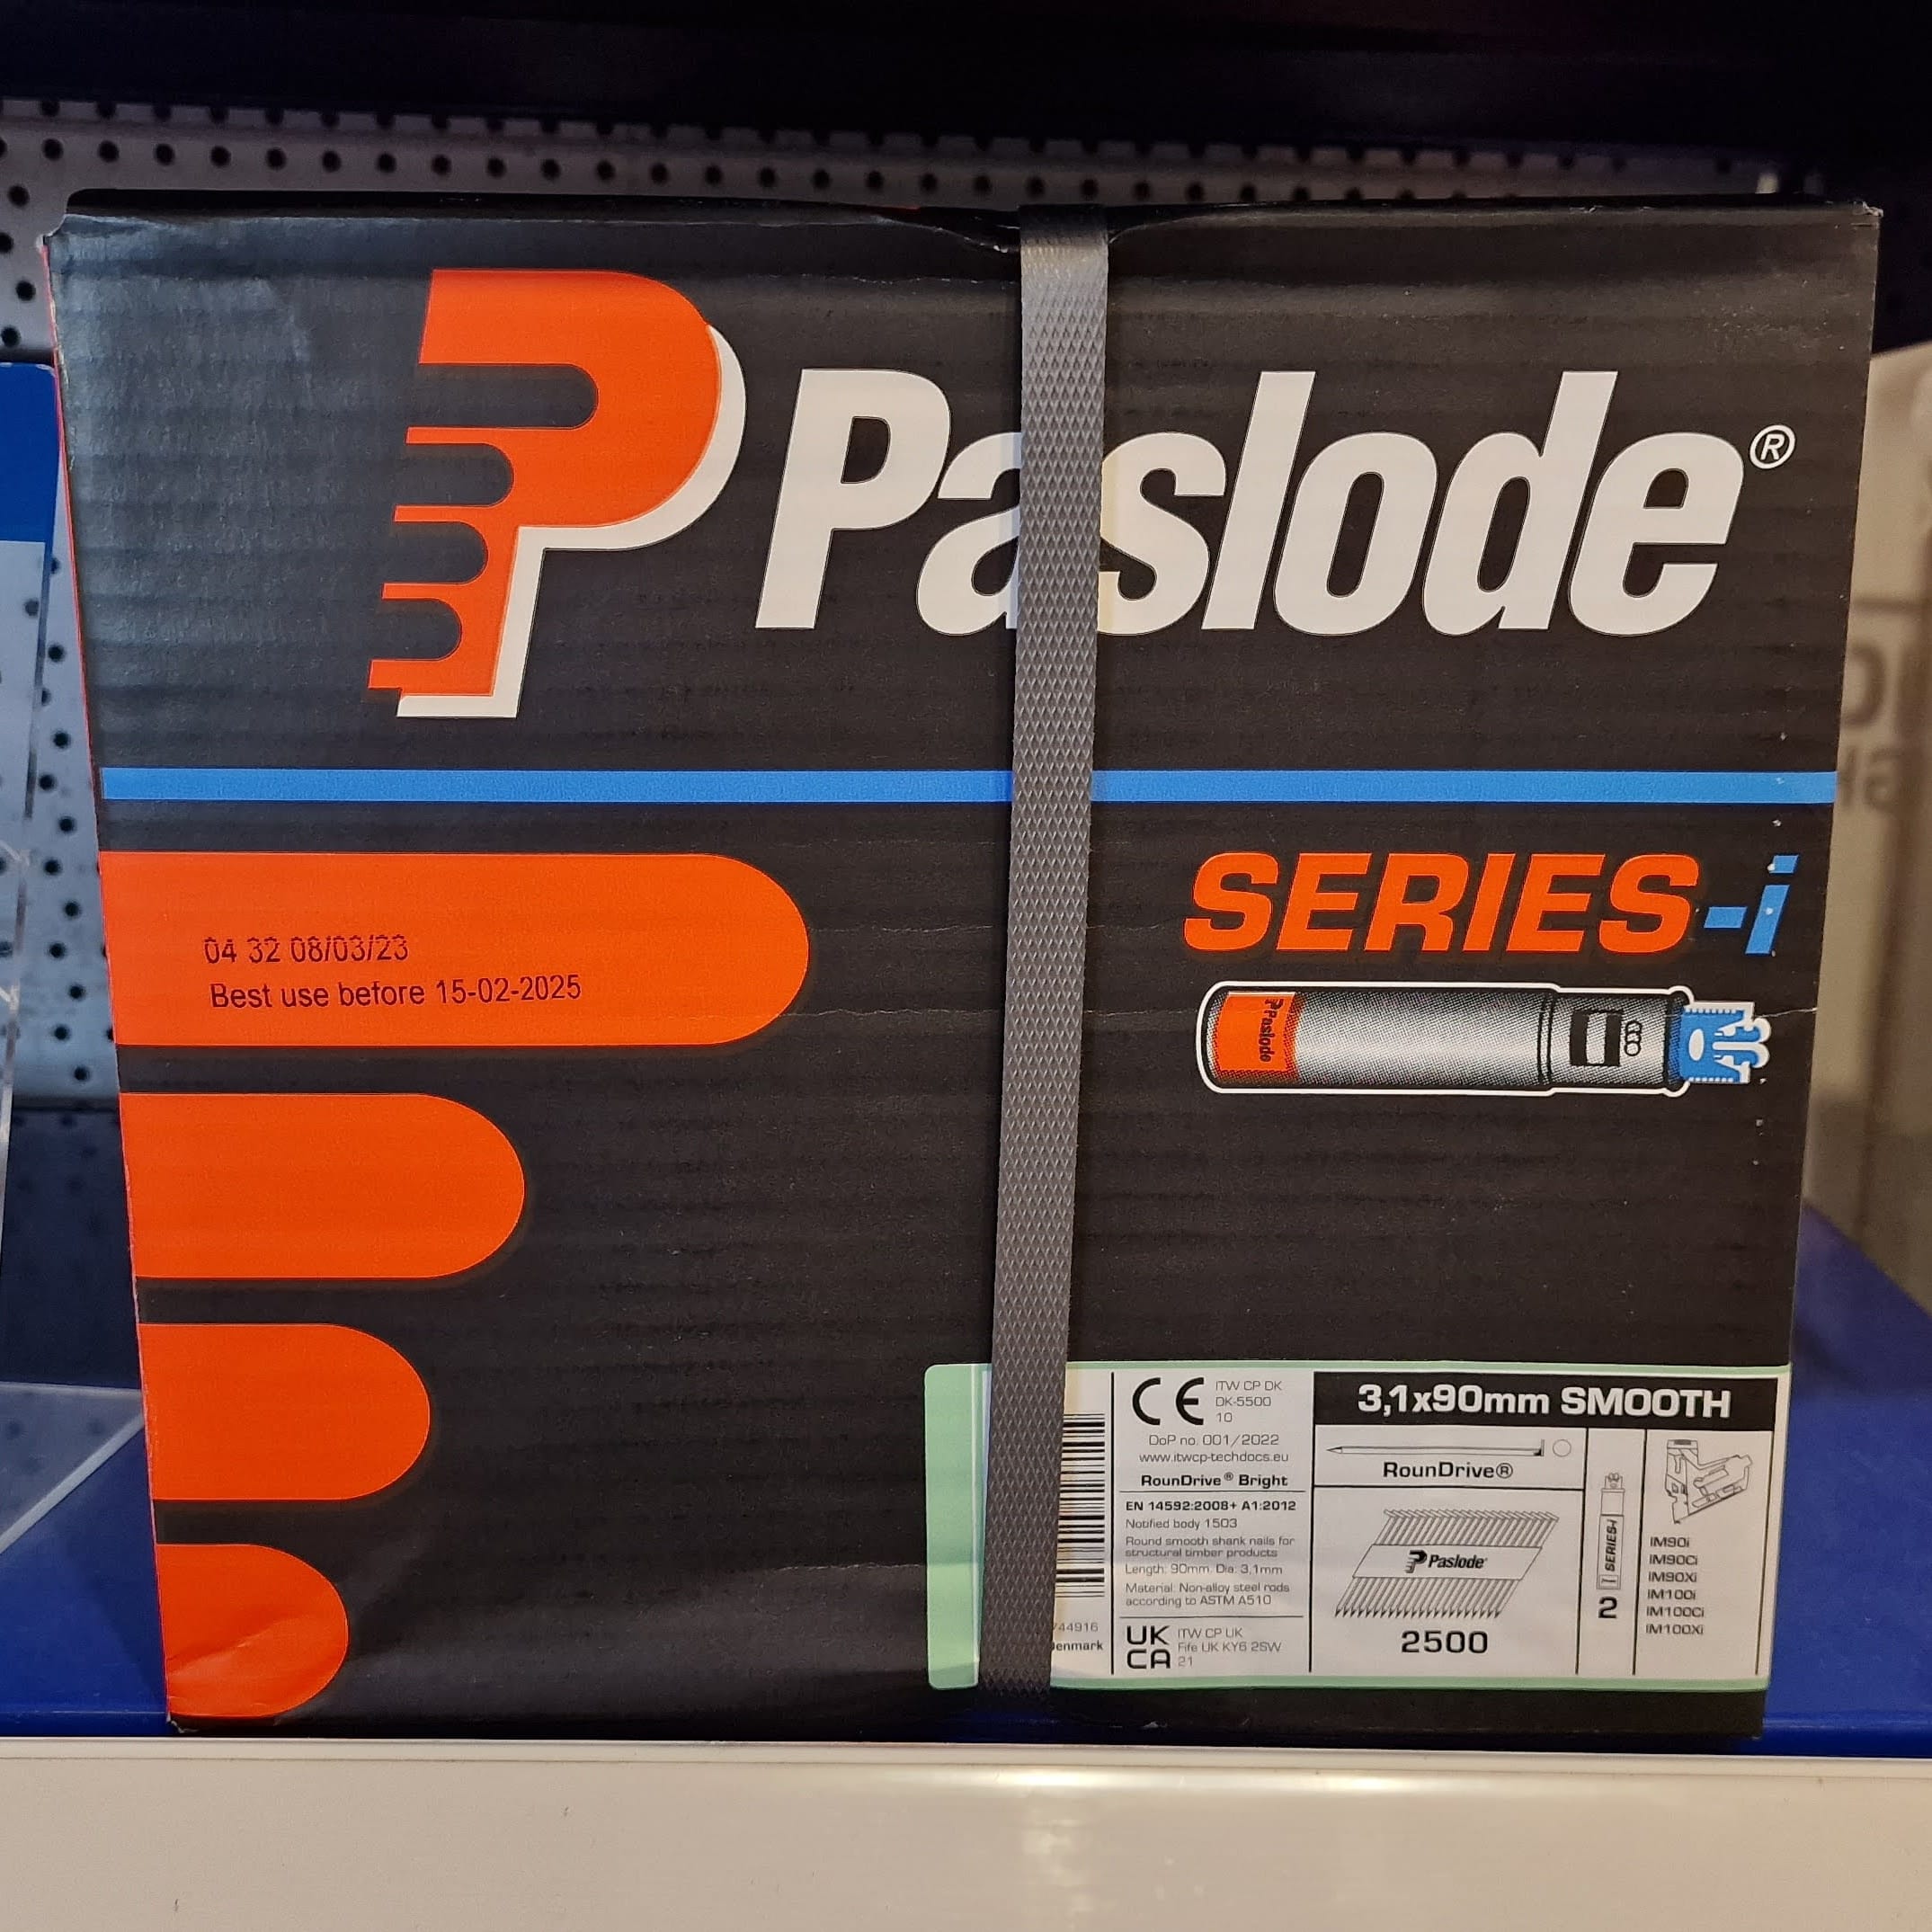 Paslode®
SERIES-i
04 32 08/03/23
Best use before 15-02-2025
Paslode
CE
ITW CP DK
DK-5500
10
DoP no. 001/2022
www.itwcp-techdocs.eu
RounDrive® Bright
EN 14592:2008+ A1:2012
Notified body 1503
Round smooth shank nails for
structural timber products
Length: 90mm. Dia: 3,1mm
Material: Non-alloy steel rods
according to ASTM A510
UK
CA
ITW CP UK
Fife UK KY6 2SW
21
44916
3,1x90mm SMOOTH
RounDrive®
Paslode
2500
SERIES-i
2
IM90i
IM90Ci
IM90Xi
IM100i
IM100Ci
IM100Xi